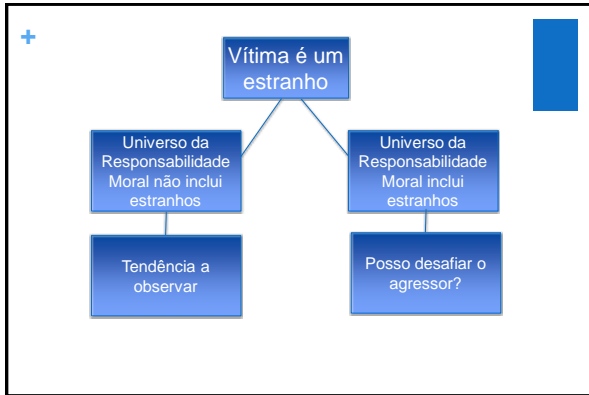 +
Vítima é um
estranho
Universo da
Responsabilidade
Moral não inclui
estranhos
Universo da
Responsabilidade
Moral inclui
estranhos
Tendência a
observar
Posso desafiar o
agressor?